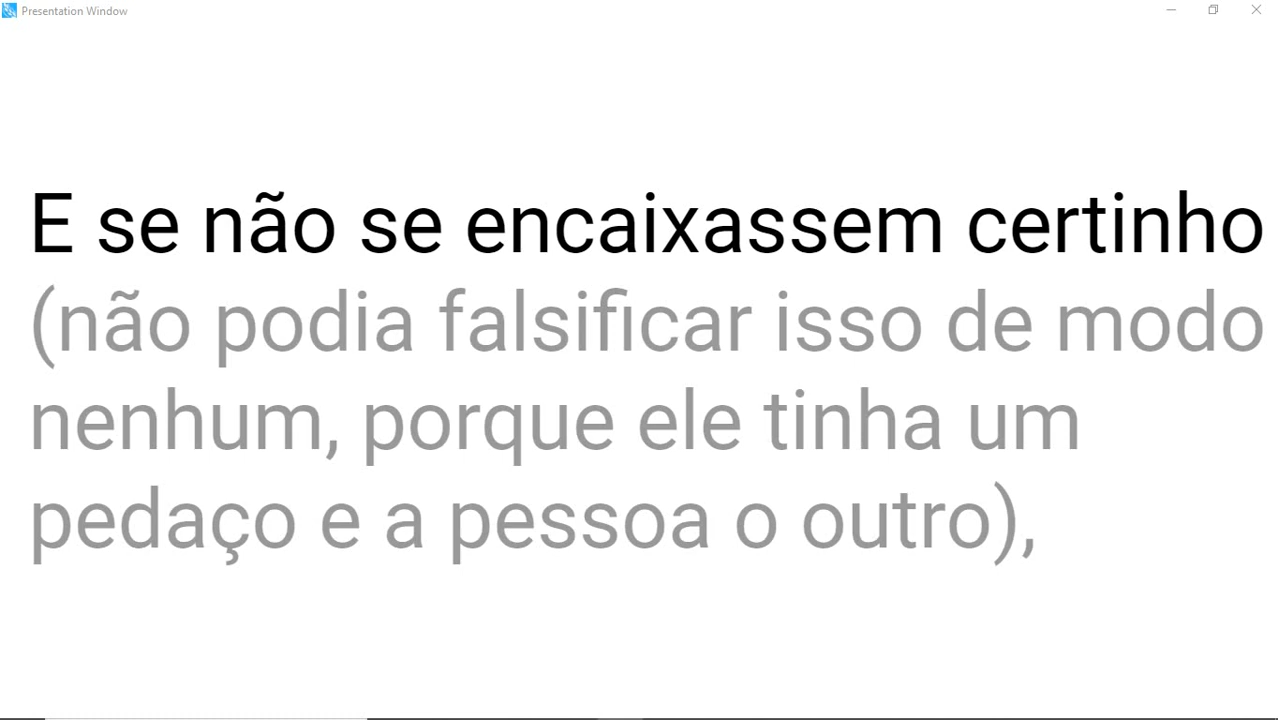 Presentation Window
E se não se encaixassem certinho
(não podia falsificar isso de modo
nenhum, porque ele tinha um
pedaço e a pessoa o outro),